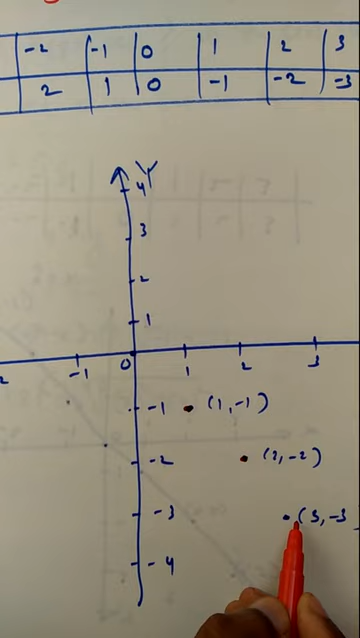 -2 -1 0 1 2 3
2 1 0 -1 -2 -3
Y
4
3
2
1
2 -1 0 1 2 3
-1 (1,-1)
-2 (2,-2)
-3 (3,-3
-4